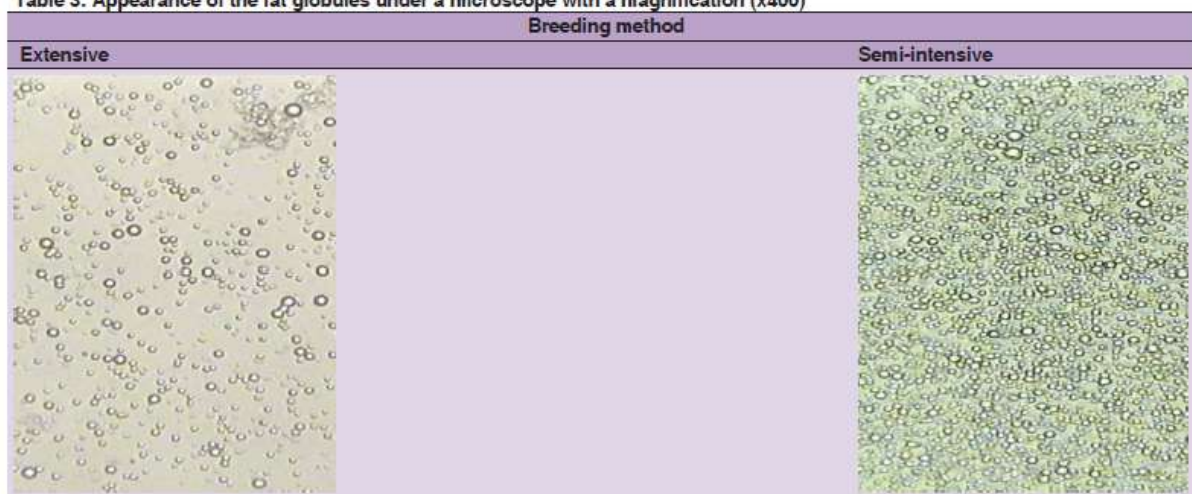 Table 3: Appearance of the fat globules under a microscope with a magnification (x400)
Breeding method
Extensive Semi-intensive